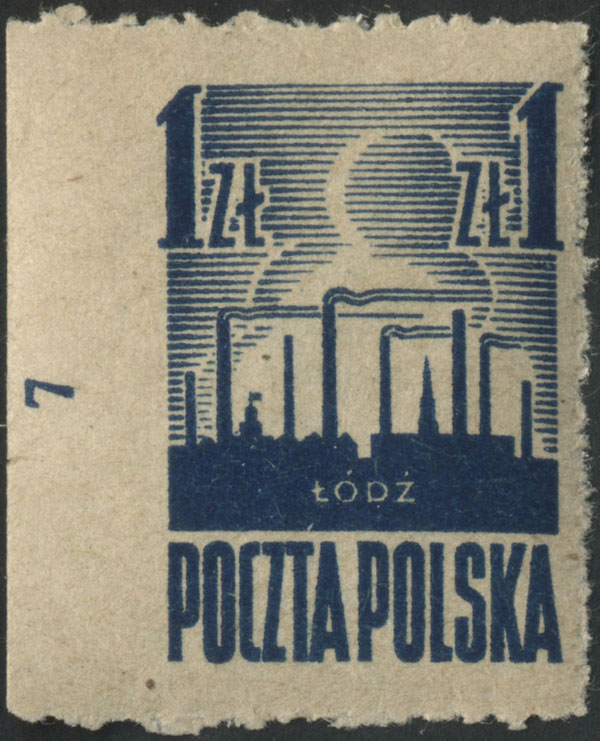 1 ZŁ ZŁ 1
7
ŁÓDŹ
POCZTA POLSKA